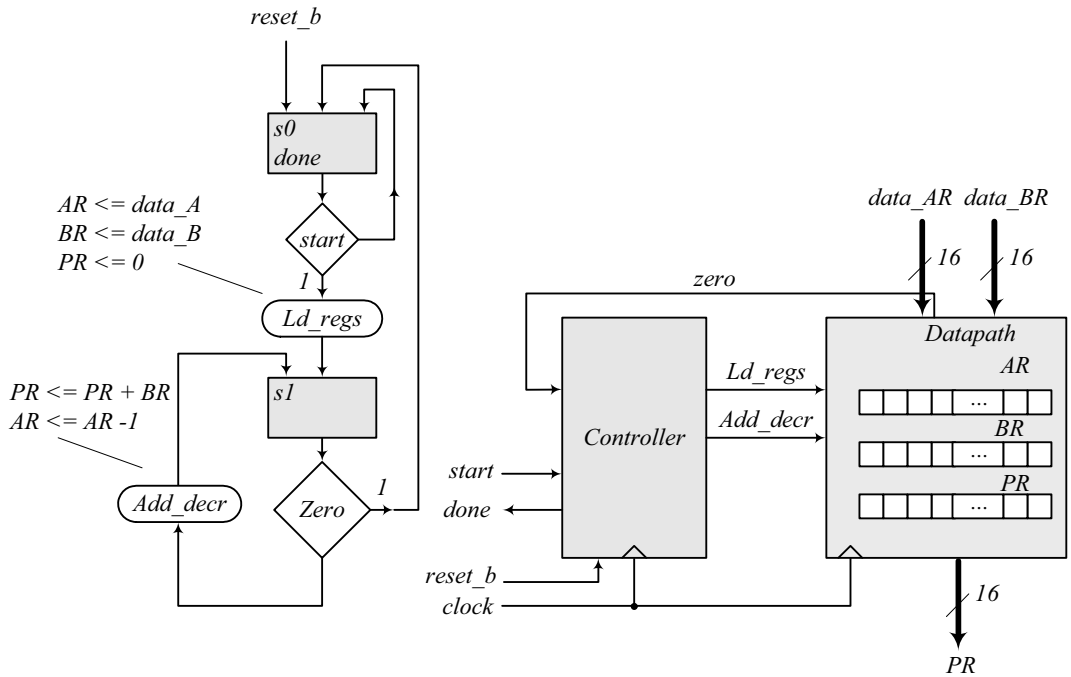 reset_b
s0
done
AR <= data_A
BR <= data_B
PR <= 0
start
1
Ld_regs
s1
PR <= PR + BR
AR <= AR -1
Add_decr
Zero
1
data_AR data_BR
16 16
zero
Datapath
AR
...
BR
...
PR
...
Ld_regs
Add_decr
Controller
start
done
reset_b
clock
16
PR